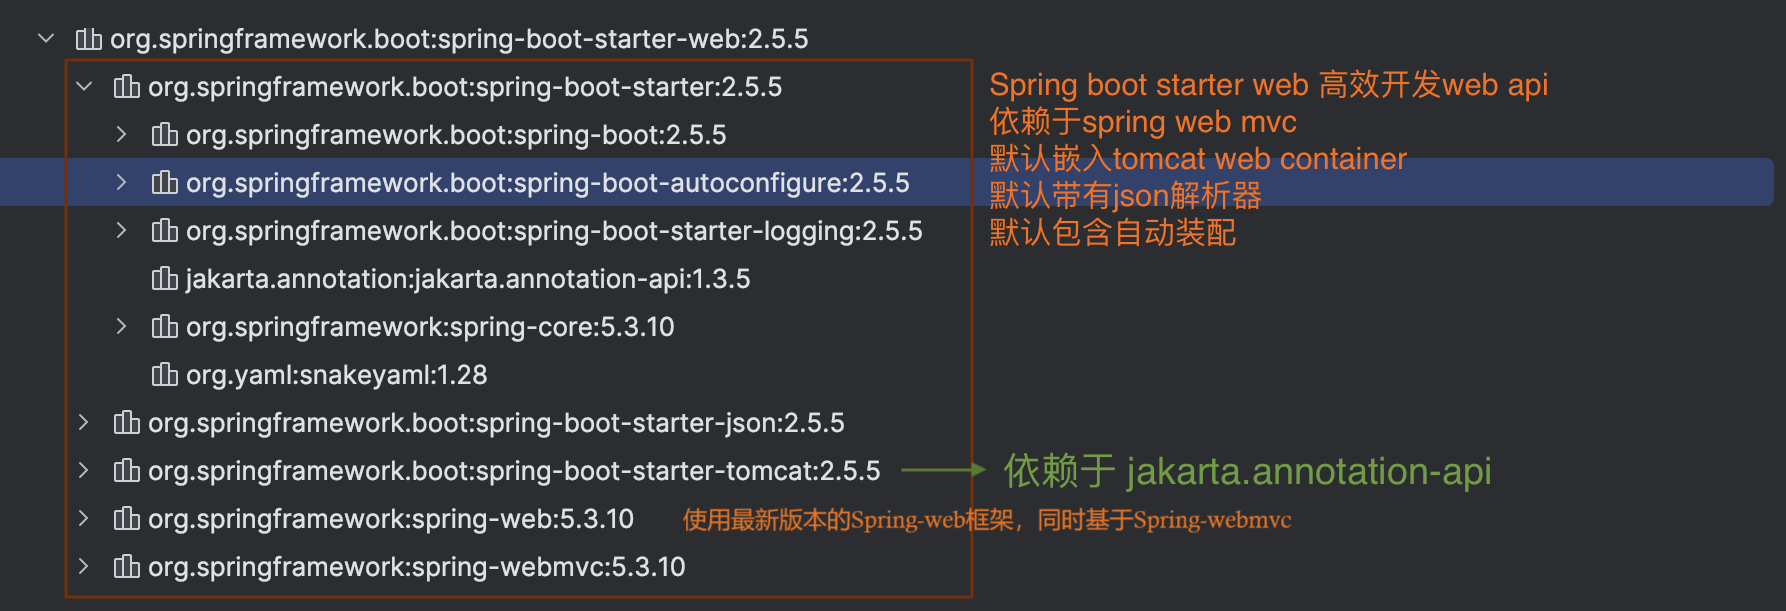 org.springframework.boot:spring-boot-starter-web:2.5.5
org.springframework.boot:spring-boot-starter:2.5.5
org.springframework.boot:spring-boot:2.5.5
org.springframework.boot:spring-boot-autoconfigure:2.5.5
org.springframework.boot:spring-boot-starter-logging:2.5.5
jakarta.annotation:jakarta.annotation-api:1.3.5
org.springframework:spring-core:5.3.10
org.yaml:snakeyaml:1.28
org.springframework.boot:spring-boot-starter-json:2.5.5
org.springframework.boot:spring-boot-starter-tomcat:2.5.5
org.springframework:spring-web:5.3.10
org.springframework:spring-webmvc:5.3.10
Spring boot starter web 高效开发web api
依赖于spring web mvc
默认嵌入tomcat web container
默认带有json解析器
默认包含自动装配
依赖于 jakarta.annotation-api
使用最新版本的Spring-web框架，同时基于Spring-webmvc